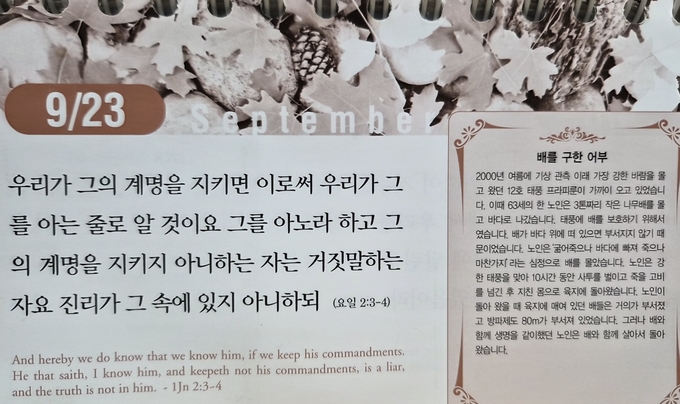 9/23
September
우리가 그의 계명을 지키면 이로써 우리가 그
를 아는 줄로 알 것이요 그를 아노라 하고 그
의 계명을 지키지 아니하는 자는 거짓말하는
자요 진리가 그 속에 있지 아니하되 (요일 2:3-4)
And hereby we do know that we know him, if we keep his commandments.
He that saith, I know him, and keepeth not his commandments, is a liar,
and the truth is not in him. - 1Jn 2:3-4
배를 구한 어부
2000년 여름에 기상 관측 이래 가장 강한 바람을 몰
고 왔던 12호 태풍 프라피룬이 가까이 오고 있었습니
다. 이때 63세의 한 노인은 3톤짜리 작은 나무배를 몰
고 바다로 나갔습니다. 태풍에 배를 보호하기 위해서
였습니다. 배가 바다 위에 떠 있으면 부서지지 않기 때
문이었습니다. 노인은 '굶어죽으나 바다에 빠져 죽으나
마찬가지' 라는 심정으로 배를 몰았습니다. 노인은 강
한 태풍을 맞아 10시간 동안 사투를 벌이고 죽을 고비
를 넘긴 후 지친 몸으로 육지에 돌아왔습니다. 노인이
돌아 왔을 때 육지에 매여 있던 배들은 거의가 부서졌
고 방파제도 80m가 부서져 있었습니다. 그러나 배와
함께 생명을 같이했던 노인은 배와 함께 살아서 돌아
왔습니다.